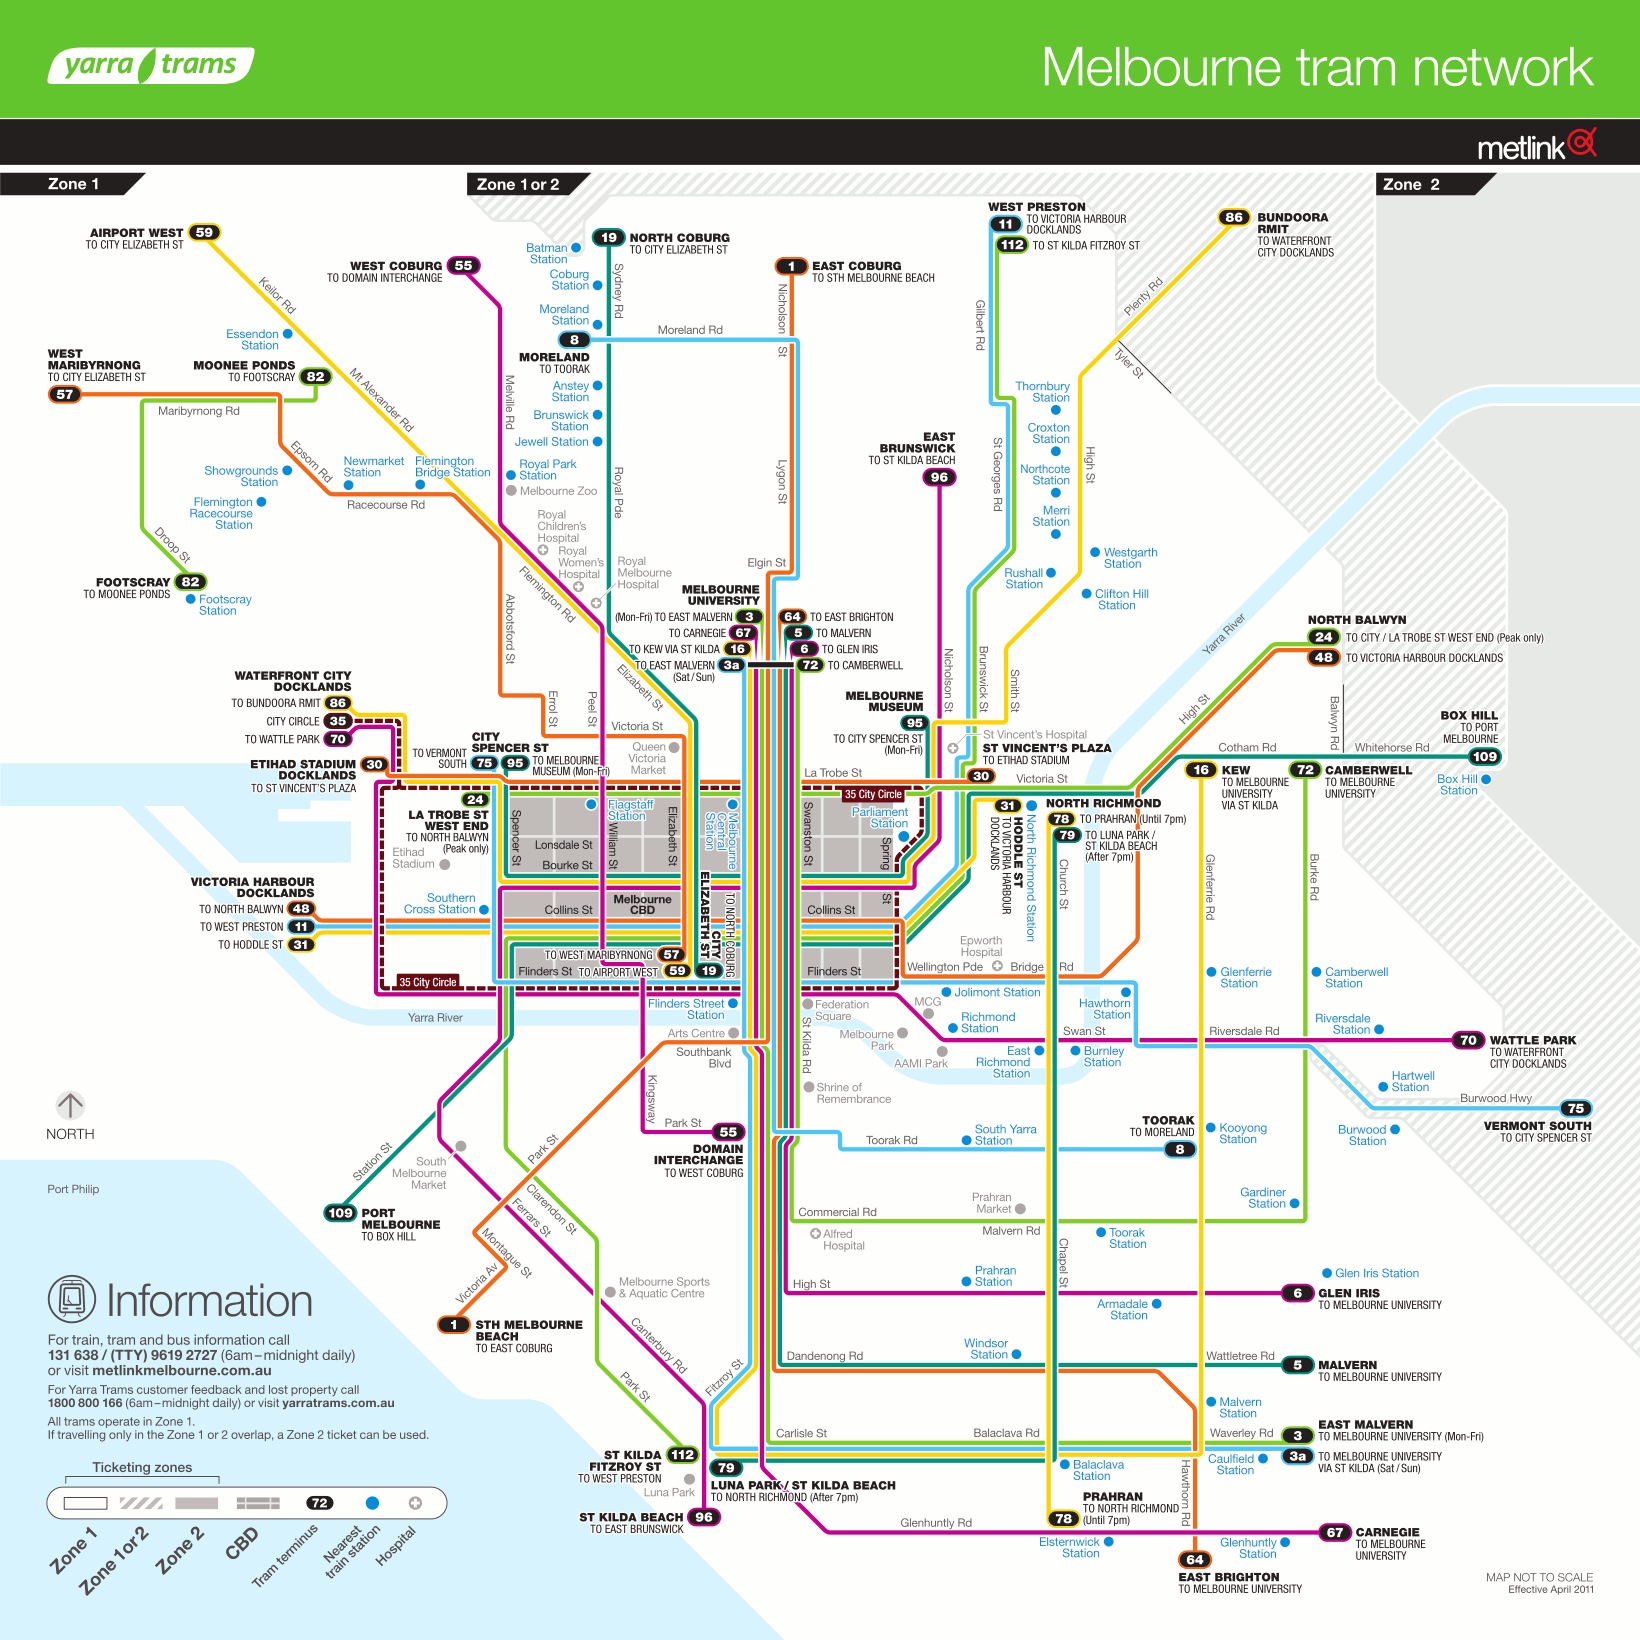 yarra trams
Melbourne tram network
metlink
Zone 1
Zone 1 or 2
Zone 2
AIRPORT WEST
TO CITY ELIZABETH ST
59
WEST COBURG
TO DOMAIN INTERCHANGE
55
19
NORTH COBURG
TO CITY ELIZABETH ST
1
EAST COBURG
TO STH MELBOURNE BEACH
WEST PRESTON
11
TO VICTORIA HARBOUR
DOCKLANDS
112
TO ST KILDA FITZROY ST
86
BUNDOORA
RMIT
TO WATERFRONT
CITY DOCKLANDS
Batman
Station
Coburg
Station
Moreland
Station
8
MORELAND
TO TOORAK
Anstey
Station
Brunswick
Station
Jewell Station
Royal Park
Station
Melbourne Zoo
Royal
Children's
Hospital
Royal
Women's
Hospital
Royal
Melbourne
Hospital
Keilor Rd
Essendon
Station
WEST
MARIBYRNONG
TO CITY ELIZABETH ST
57
MOONEE PONDS
TO FOOTSCRAY
82
Maribyrnong Rd
Mt Alexander Rd
Epsom Rd
Showgrounds
Station
Newmarket
Station
Flemington
Bridge Station
Flemington
Racecourse
Station
Racecourse Rd
Droop St
FOOTSCRAY
TO MOONEE PONDS
82
Footscray
Station
Melville Rd
Sydney Rd
Moreland Rd
Nicholson St
Royal Pde
Lygon St
Elgin St
Flemington Rd
Abbotsford St
Elizabeth St
Errol St
Peel St
Victoria St
Gilbert Rd
St Georges Rd
Plenty Rd
Tyler St
High St
Thornbury
Station
Croxton
Station
Northcote
Station
Merri
Station
Rushall
Station
Westgarth
Station
Clifton Hill
Station
EAST
BRUNSWICK
TO ST KILDA BEACH
96
Nicholson St
Brunswick St
Smith St
Yarra River
MELBOURNE
UNIVERSITY
(Mon-Fri) TO EAST MALVERN
3
TO CARNEGIE
67
TO KEW VIA ST KILDA
16
TO EAST MALVERN
(Sat/Sun)
3a
64
TO EAST BRIGHTON
5
TO MALVERN
6
TO GLEN IRIS
72
TO CAMBERWELL
NORTH BALWYN
24
TO CITY / LA TROBE ST WEST END (Peak only)
48
TO VICTORIA HARBOUR DOCKLANDS
High St
Balwyn Rd
Cotham Rd
Whitehorse Rd
BOX HILL
TO PORT
MELBOURNE
109
Box Hill
Station
WATERFRONT CITY
DOCKLANDS
TO BUNDOORA RMIT
86
CITY CIRCLE
35
TO WATTLE PARK
70
ETIHAD STADIUM
DOCKLANDS
TO ST VINCENT'S PLAZA
30
CITY
SPENCER ST
TO VERMONT
SOUTH
75
95
TO MELBOURNE
MUSEUM (Mon-Fri)
Queen
Victoria
Market
MELBOURNE
MUSEUM
95
TO CITY SPENCER ST
(Mon-Fri)
St Vincent's Hospital
ST VINCENT'S PLAZA
TO ETIHAD STADIUM
30
La Trobe St
Victoria St
35 City Circle
24
LA TROBE ST
WEST END
TO NORTH BALWYN
(Peak only)
Etihad
Stadium
Flagstaff
Station
Melbourne
Central
Station
Parliament
Station
Spencer St
William St
Elizabeth St
Swanston St
Spring
St
Lonsdale St
Bourke St
Collins St
Melbourne
CBD
Collins St
Southern
Cross Station
VICTORIA HARBOUR
DOCKLANDS
TO NORTH BALWYN
48
TO WEST PRESTON
11
TO HODDLE ST
31
TO WEST MARIBYRNONG
57
Flinders St
TO AIRPORT WEST
59
19
CITY
ELIZABETH ST
TO NORTH COBURG
Flinders St
35 City Circle
31
HODDLE ST
TO VICTORIA HARBOUR
DOCKLANDS
North Richmond Station
NORTH RICHMOND
78
TO PRAHRAN (Until 7pm)
79
TO LUNA PARK /
ST KILDA BEACH
(After 7pm)
Church St
16
KEW
TO MELBOURNE
UNIVERSITY
VIA ST KILDA
72
CAMBERWELL
TO MELBOURNE
UNIVERSITY
Glenferrie Rd
Burke Rd
Epworth
Hospital
Wellington Pde
Bridge Rd
Glenferrie
Station
Camberwell
Station
Jolimont Station
Hawthorn
Station
Riversdale
Station
Yarra River
Flinders Street
Station
Federation
Square
MCG
Richmond
Station
Arts Centre
Southbank
Blvd
St Kilda Rd
Melbourne
Park
AAMI Park
East
Richmond
Station
Swan St
Burnley
Station
Riversdale Rd
70
WATTLE PARK
TO WATERFRONT
CITY DOCKLANDS
Kingsway
Shrine of
Remembrance
Hartwell
Station
Burwood Hwy
75
VERMONT SOUTH
TO CITY SPENCER ST
Burwood
Station
NORTH
Park St
55
DOMAIN
INTERCHANGE
TO WEST COBURG
Toorak Rd
South Yarra
Station
TOORAK
TO MORELAND
8
Kooyong
Station
Port Philip
Station St
South
Melbourne
Market
Park St
Clarendon St
Ferrars St
109
PORT
MELBOURNE
TO BOX HILL
Montague St
Victoria Av
1
STH MELBOURNE
BEACH
TO EAST COBURG
Prahran
Market
Commercial Rd
Malvern Rd
Alfred
Hospital
Gardiner
Station
Toorak
Station
Chapel St
Prahran
Station
High St
Armadale
Station
Glen Iris Station
6
GLEN IRIS
TO MELBOURNE UNIVERSITY
Melbourne Sports
& Aquatic Centre
Canterbury Rd
Park St
Fitzroy St
Dandenong Rd
Windsor
Station
Wattletree Rd
5
MALVERN
TO MELBOURNE UNIVERSITY
Malvern
Station
Carlisle St
Balaclava Rd
Waverley Rd
EAST MALVERN
3
TO MELBOURNE UNIVERSITY (Mon-Fri)
3a
TO MELBOURNE UNIVERSITY
VIA ST KILDA (Sat/Sun)
Caulfield
Station
Balaclava
Station
ST KILDA
FITZROY ST
TO WEST PRESTON
112
Luna Park
79
LUNA PARK / ST KILDA BEACH
TO NORTH RICHMOND (After 7pm)
ST KILDA BEACH
TO EAST BRUNSWICK
96
PRAHRAN
TO NORTH RICHMOND
(Until 7pm)
78
Glenhuntly Rd
Elsternwick
Station
Hawthorn Rd
Glenhuntly
Station
67
CARNEGIE
TO MELBOURNE
UNIVERSITY
64
EAST BRIGHTON
TO MELBOURNE UNIVERSITY
Information
For train, tram and bus information call
131 638 / (TTY) 9619 2727 (6am–midnight daily)
or visit metlinkmelbourne.com.au
For Yarra Trams customer feedback and lost property call
1800 800 166 (6am–midnight daily) or visit yarratrams.com.au
All trams operate in Zone 1.
If travelling only in the Zone 1 or 2 overlap, a Zone 2 ticket can be used.
Ticketing zones
72
Zone 1
Zone 1 or 2
Zone 2
CBD
Tram terminus
Nearest
train station
Hospital
MAP NOT TO SCALE
Effective April 2011